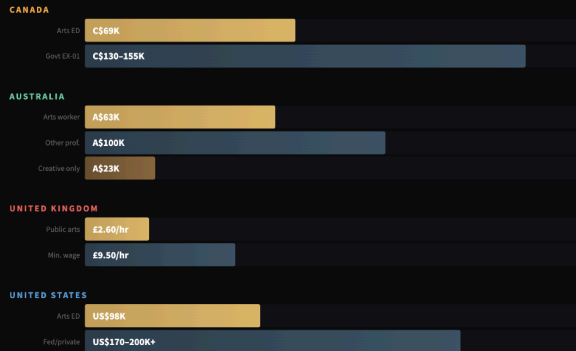 CANADA
Arts ED C$69K
Govt EX-01 C$130–155K
AUSTRALIA
Arts worker A$63K
Other prof. A$100K
Creative only A$23K
UNITED KINGDOM
Public arts £2.60/hr
Min. wage £9.50/hr
UNITED STATES
Arts ED US$98K
Fed/private US$170–200K+